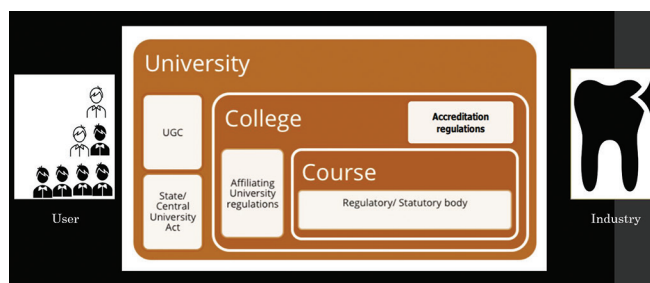 University
UGC
State/
Central
University
Act
College
Accreditation
regulations
Affiliating
University
regulations
Course
Regulatory/ Statutory body
User
Industry